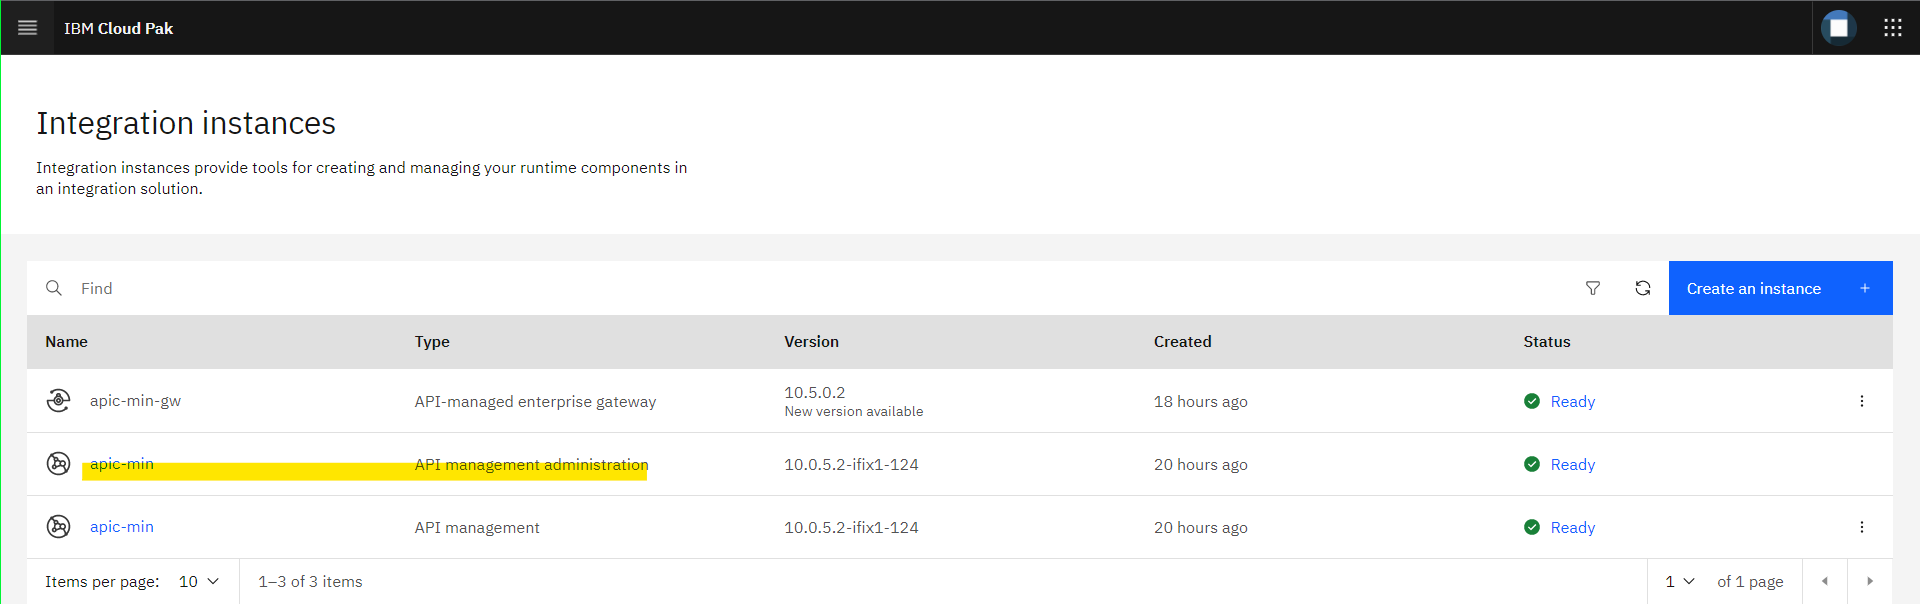 IBM Cloud Pak
Integration instances
Integration instances provide tools for creating and managing your runtime components in
an integration solution.
Find
Create an instance +
Name Type Version Created Status
apic-min-gw API-managed enterprise gateway 10.5.0.2 18 hours ago Ready
New version available
apic-min API management administration 10.0.5.2-ifix1-124 20 hours ago Ready
apic-min API management 10.0.5.2-ifix1-124 20 hours ago Ready
Items per page: 10 1–3 of 3 items 1 of 1 page